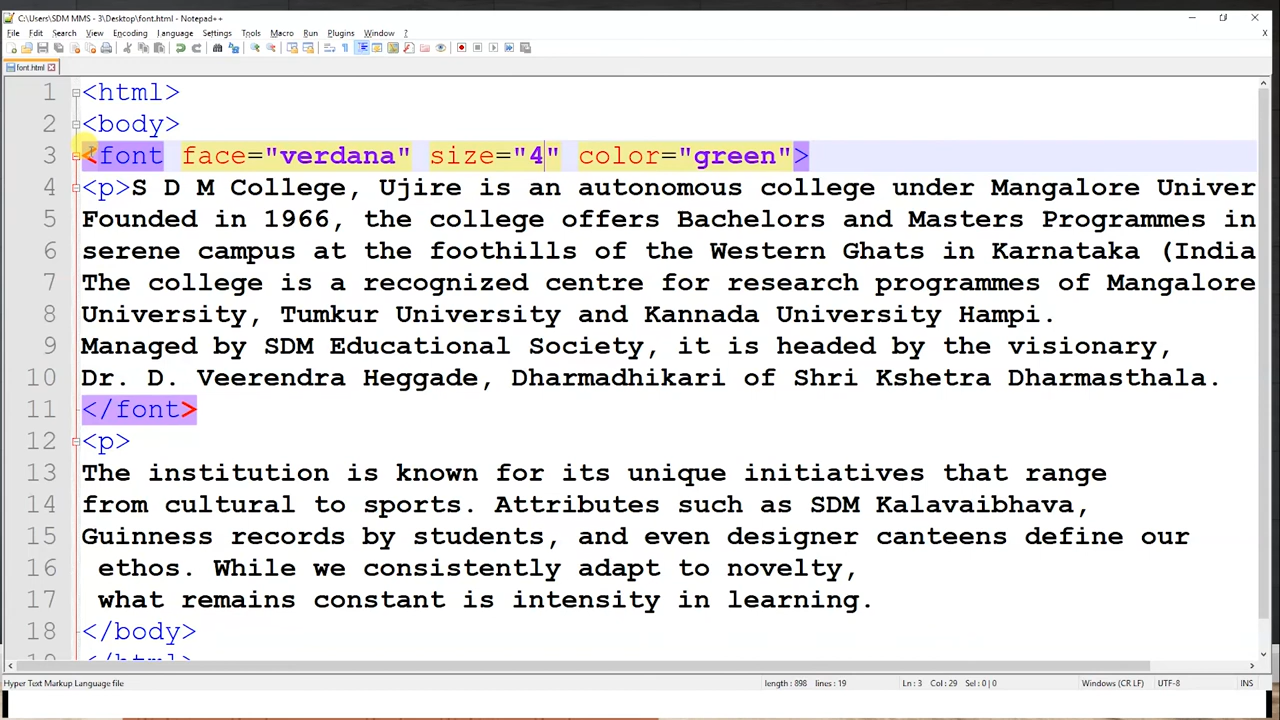 C:\Users\SDM MMS - 3\Desktop\font.html - Notepad++
File Edit Search View Encoding Language Settings Tools Macro Run Plugins Window ? X
font.html
1 <html>
2 <body>
3 <font face="verdana" size="4" color="green">
4 <p>S D M College, Ujire is an autonomous college under Mangalore Univer
5 Founded in 1966, the college offers Bachelors and Masters Programmes in
6 serene campus at the foothills of the Western Ghats in Karnataka (India
7 The college is a recognized centre for research programmes of Mangalore
8 University, Tumkur University and Kannada University Hampi.
9 Managed by SDM Educational Society, it is headed by the visionary,
10 Dr. D. Veerendra Heggade, Dharmadhikari of Shri Kshetra Dharmasthala.
11 </font>
12 <p>
13 The institution is known for its unique initiatives that range
14 from cultural to sports. Attributes such as SDM Kalavaibhava,
15 Guinness records by students, and even designer canteens define our
16 ethos. While we consistently adapt to novelty,
17 what remains constant is intensity in learning.
18 </body>
19 </html>
Hyper Text Markup Language file length : 898 lines : 19 Ln : 3 Col : 29 Sel : 0 | 0 Windows (CR LF) UTF-8 INS